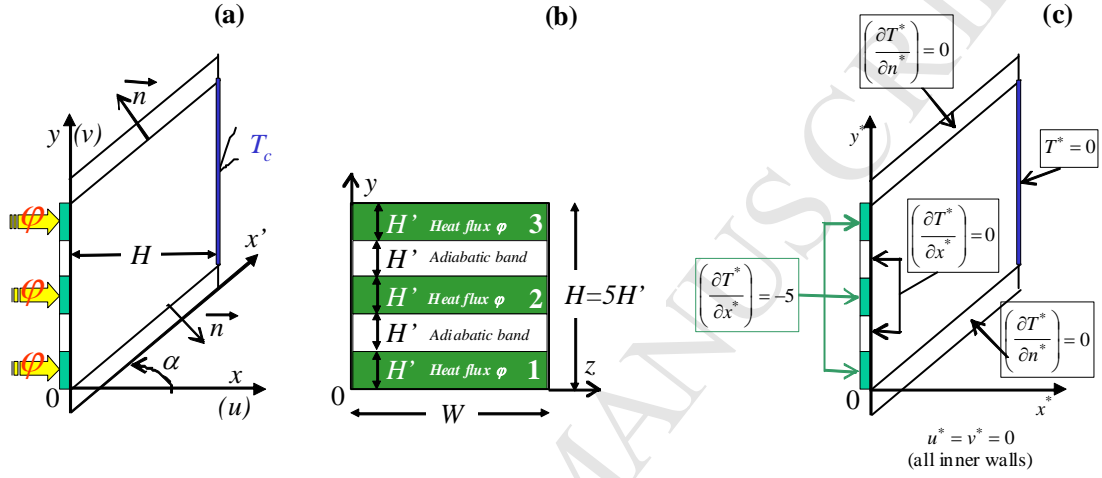 (a)
n
y (v)
T_c
φ
H
x'
φ
n
φ
α
x
0
(u)
(b)
y
H' Heat flux φ 3
H' Adiabatic band
H' Heat flux φ 2
H=5H'
H' Adiabatic band
H' Heat flux φ 1
z
0
W
(c)
(∂T*/∂n*) = 0
y*
T* = 0
(∂T*/∂x*) = 0
(∂T*/∂x*) = −5
(∂T*/∂n*) = 0
0
x*
u* = v* = 0
(all inner walls)
MANUSCRI